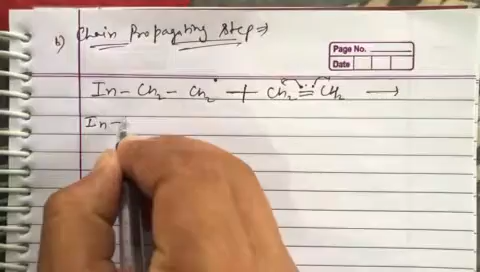 b) Chain Propagating Step ⇒
Page No.
Date
In - CH₂ - CH₂• + CH₂ = CH₂ ⟶
In -